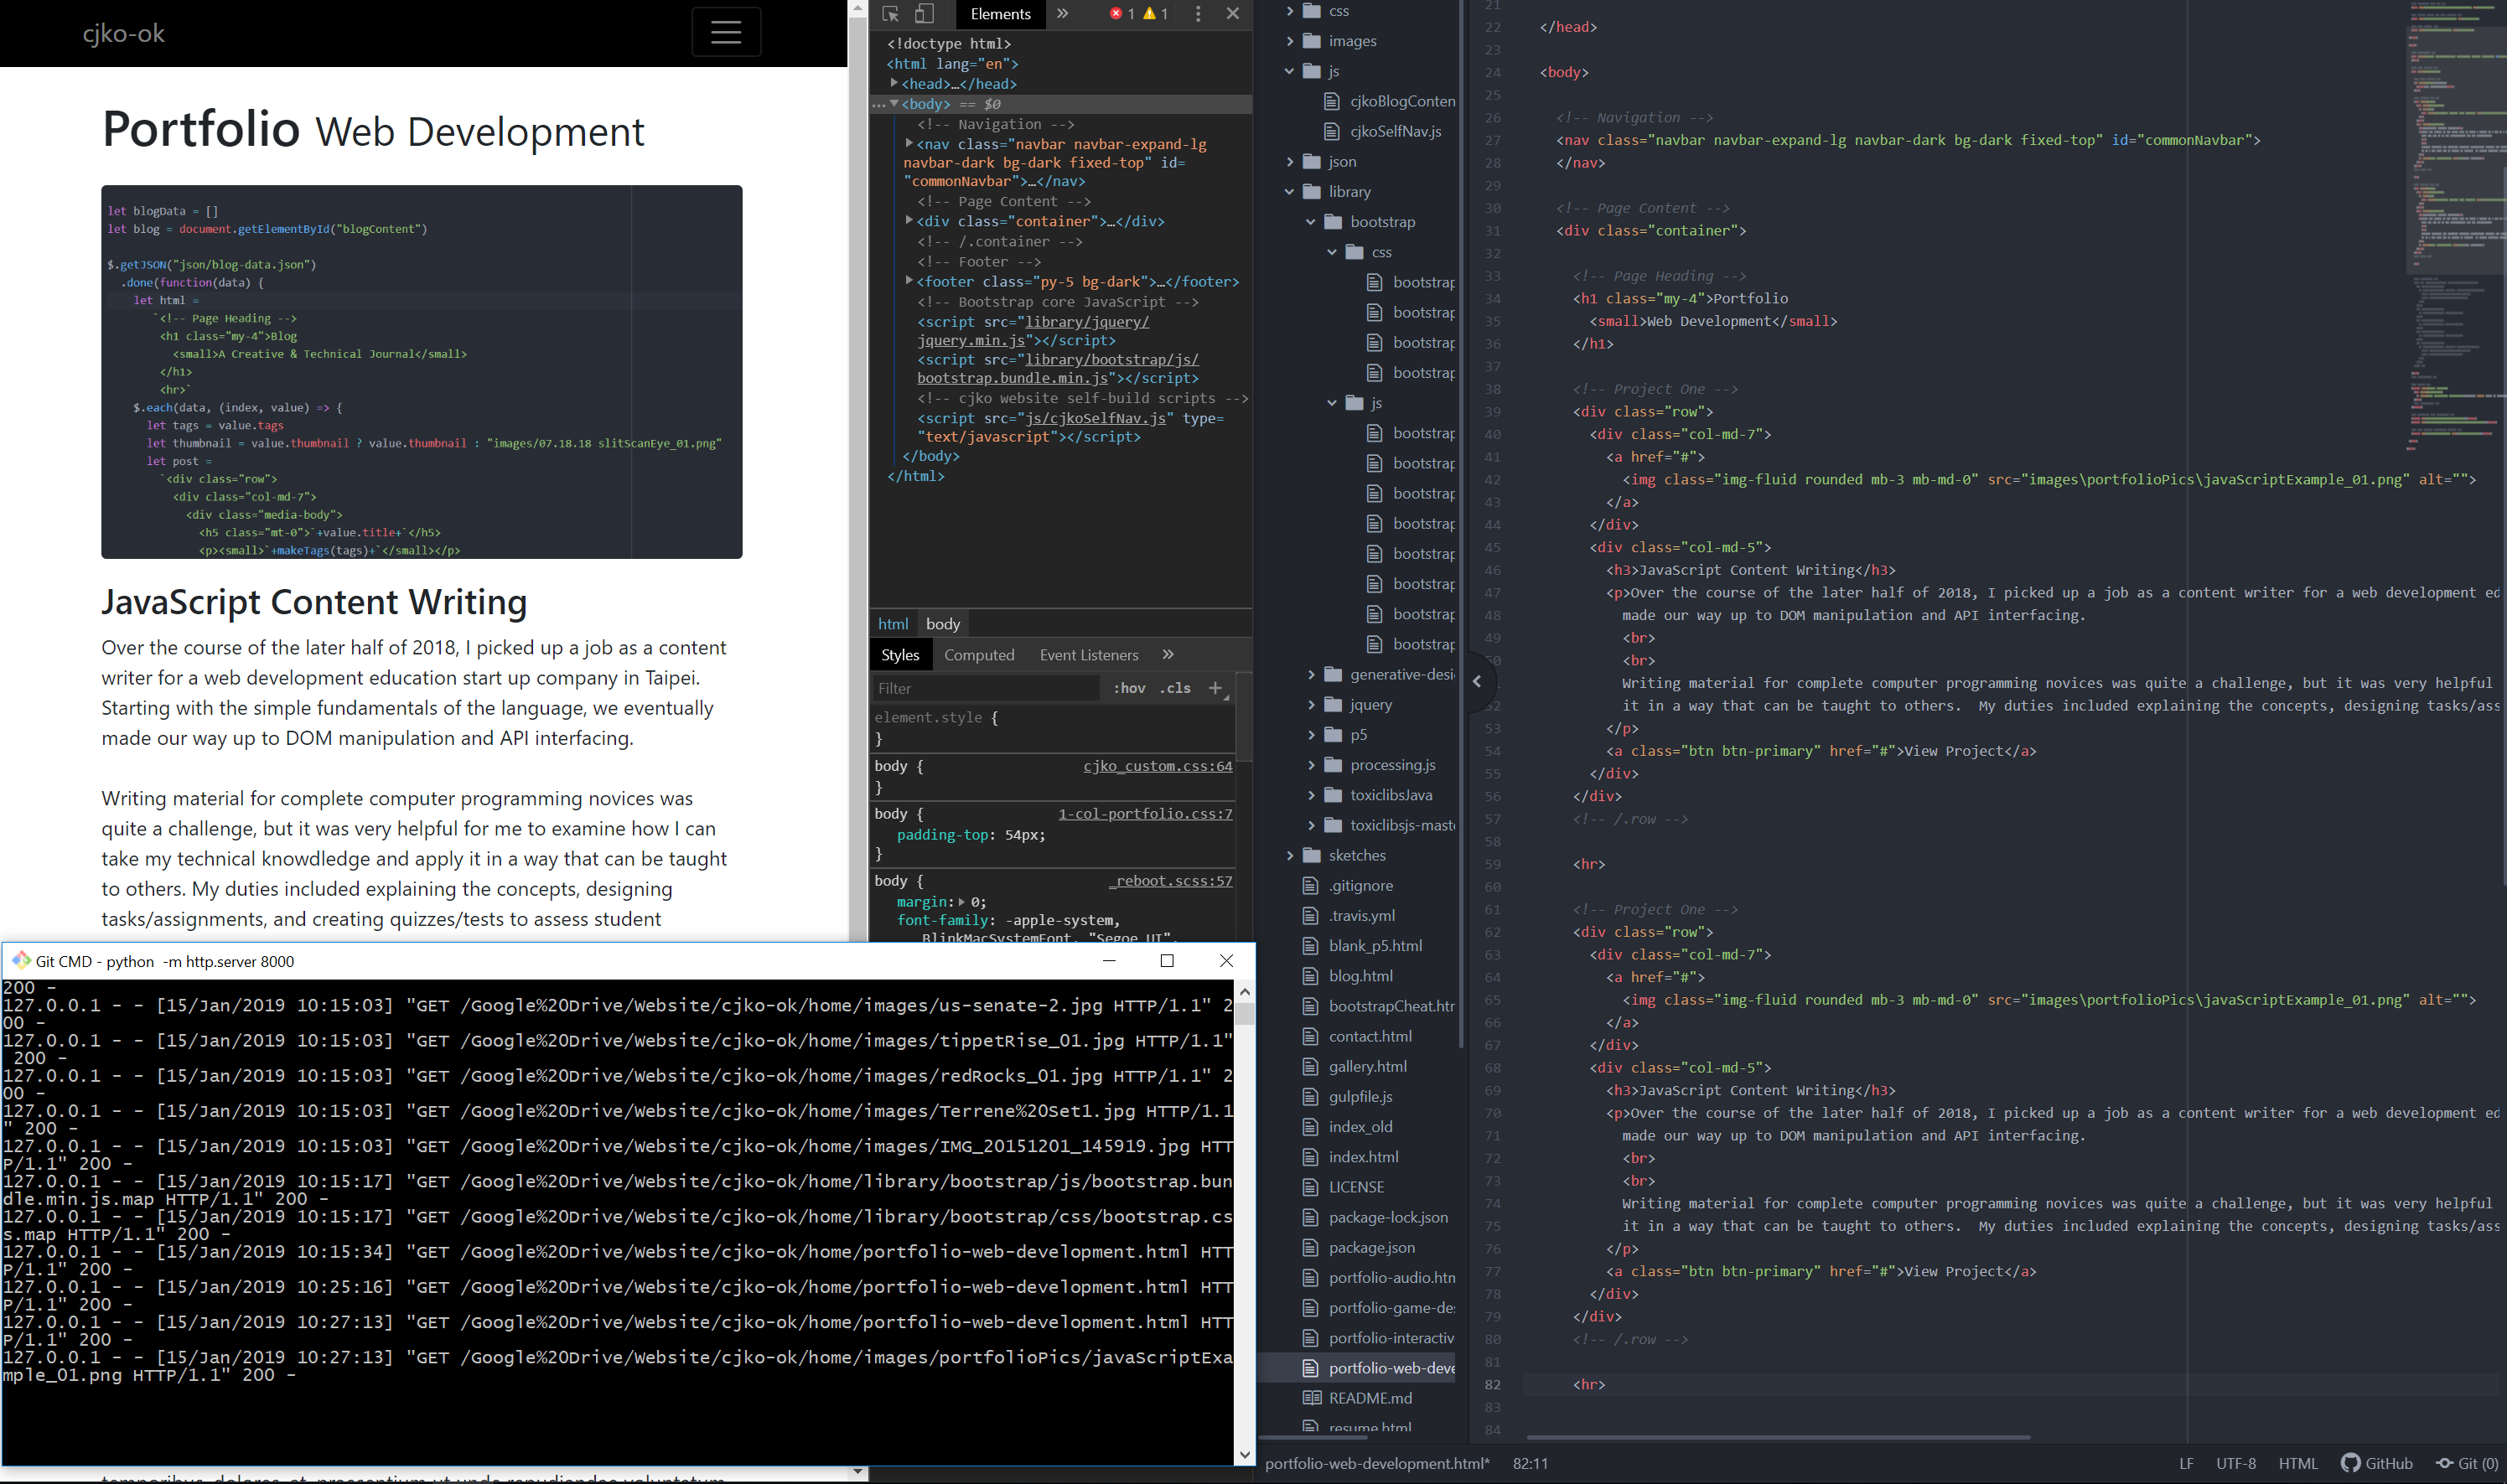 cjko-ok
Portfolio Web Development
let blogData = []
let blog = document.getElementById("blogContent")
$.getJSON("json/blog-data.json")
.done(function(data) {
let html =
`<!-- Page Heading -->
<h1 class="my-4">Blog
<small>A Creative & Technical Journal</small>
</h1>
<hr>`
$.each(data, (index, value) => {
let tags = value.tags
let thumbnail = value.thumbnail ? value.thumbnail : "images/07.18.18 slitScanEye_01.png"
let post =
`<div class="row">
<div class="col-md-7">
<div class="media-body">
<h5 class="mt-0">`+value.title+`</h5>
<p><small>`+makeTags(tags)+`</small></p>
JavaScript Content Writing
Over the course of the later half of 2018, I picked up a job as a content
writer for a web development education start up company in Taipei.
Starting with the simple fundamentals of the language, we eventually
made our way up to DOM manipulation and API interfacing.
Writing material for complete computer programming novices was
quite a challenge, but it was very helpful for me to examine how I can
take my technical knowdledge and apply it in a way that can be taught
to others. My duties included explaining the concepts, designing
tasks/assignments, and creating quizzes/tests to assess student
Elements » 1 1
<!doctype html>
<html lang="en">
<head>…</head>
…<body> == $0
<!-- Navigation -->
<nav class="navbar navbar-expand-lg
navbar-dark bg-dark fixed-top" id=
"commonNavbar">…</nav>
<!-- Page Content -->
<div class="container">…</div>
<!-- /.container -->
<!-- Footer -->
<footer class="py-5 bg-dark">…</footer>
<!-- Bootstrap core JavaScript -->
<script src="library/jquery/
jquery.min.js"></script>
<script src="library/bootstrap/js/
bootstrap.bundle.min.js"></script>
<!-- cjko website self-build scripts -->
<script src="js/cjkoSelfNav.js" type=
"text/javascript"></script>
</body>
</html>
html body
Styles Computed Event Listeners »
Filter :hov .cls +
element.style {
}
body { cjko_custom.css:64
}
body { 1-col-portfolio.css:7
padding-top: 54px;
}
body { _reboot.scss:57
margin: 0;
font-family: -apple-system,
BlinkMacSystemFont, "Segoe UI",
Git CMD - python  -m http.server 8000
200 -
127.0.0.1 - - [15/Jan/2019 10:15:03] "GET /Google%20Drive/Website/cjko-ok/home/images/us-senate-2.jpg HTTP/1.1" 2
00 -
127.0.0.1 - - [15/Jan/2019 10:15:03] "GET /Google%20Drive/Website/cjko-ok/home/images/tippetRise_01.jpg HTTP/1.1"
200 -
127.0.0.1 - - [15/Jan/2019 10:15:03] "GET /Google%20Drive/Website/cjko-ok/home/images/redRocks_01.jpg HTTP/1.1" 2
00 -
127.0.0.1 - - [15/Jan/2019 10:15:03] "GET /Google%20Drive/Website/cjko-ok/home/images/Terrene%20Set1.jpg HTTP/1.1
" 200 -
127.0.0.1 - - [15/Jan/2019 10:15:03] "GET /Google%20Drive/Website/cjko-ok/home/images/IMG_20151201_145919.jpg HTT
P/1.1" 200 -
127.0.0.1 - - [15/Jan/2019 10:15:17] "GET /Google%20Drive/Website/cjko-ok/home/library/bootstrap/js/bootstrap.bun
dle.min.js.map HTTP/1.1" 200 -
127.0.0.1 - - [15/Jan/2019 10:15:17] "GET /Google%20Drive/Website/cjko-ok/home/library/bootstrap/css/bootstrap.cs
s.map HTTP/1.1" 200 -
127.0.0.1 - - [15/Jan/2019 10:15:34] "GET /Google%20Drive/Website/cjko-ok/home/portfolio-web-development.html HTT
P/1.1" 200 -
127.0.0.1 - - [15/Jan/2019 10:25:16] "GET /Google%20Drive/Website/cjko-ok/home/portfolio-web-development.html HTT
P/1.1" 200 -
127.0.0.1 - - [15/Jan/2019 10:27:13] "GET /Google%20Drive/Website/cjko-ok/home/portfolio-web-development.html HTT
P/1.1" 200 -
127.0.0.1 - - [15/Jan/2019 10:27:13] "GET /Google%20Drive/Website/cjko-ok/home/images/portfolioPics/javaScriptExa
mple_01.png HTTP/1.1" 200 -
css
images
js
cjkoBlogConten
cjkoSelfNav.js
json
library
bootstrap
css
bootstrap
bootstrap
bootstrap
bootstrap
js
bootstrap
bootstrap
bootstrap
bootstrap
bootstrap
bootstrap
bootstrap
bootstrap
generative-desi
jquery
p5
processing.js
toxiclibsJava
toxiclibsjs-maste
sketches
.gitignore
.travis.yml
blank_p5.html
blog.html
bootstrapCheat.htm
contact.html
gallery.html
gulpfile.js
index_old
index.html
LICENSE
package-lock.json
package.json
portfolio-audio.htm
portfolio-game-des
portfolio-interactiv
portfolio-web-deve
README.md
resume.html
21
22 </head>
23
24 <body>
25
26 <!-- Navigation -->
27 <nav class="navbar navbar-expand-lg navbar-dark bg-dark fixed-top" id="commonNavbar">
28 </nav>
29
30 <!-- Page Content -->
31 <div class="container">
32
33 <!-- Page Heading -->
34 <h1 class="my-4">Portfolio
35 <small>Web Development</small>
36 </h1>
37
38 <!-- Project One -->
39 <div class="row">
40 <div class="col-md-7">
41 <a href="#">
42 <img class="img-fluid rounded mb-3 mb-md-0" src="images\portfolioPics\javaScriptExample_01.png" alt="">
43 </a>
44 </div>
45 <div class="col-md-5">
46 <h3>JavaScript Content Writing</h3>
47 <p>Over the course of the later half of 2018, I picked up a job as a content writer for a web development ed
48 made our way up to DOM manipulation and API interfacing.
49 <br>
50 <br>
Writing material for complete computer programming novices was quite a challenge, but it was very helpful
52 it in a way that can be taught to others.  My duties included explaining the concepts, designing tasks/ass
53 </p>
54 <a class="btn btn-primary" href="#">View Project</a>
55 </div>
56 </div>
57 <!-- /.row -->
58
59 <hr>
60
61 <!-- Project One -->
62 <div class="row">
63 <div class="col-md-7">
64 <a href="#">
65 <img class="img-fluid rounded mb-3 mb-md-0" src="images\portfolioPics\javaScriptExample_01.png" alt="">
66 </a>
67 </div>
68 <div class="col-md-5">
69 <h3>JavaScript Content Writing</h3>
70 <p>Over the course of the later half of 2018, I picked up a job as a content writer for a web development ed
71 made our way up to DOM manipulation and API interfacing.
72 <br>
73 <br>
74 Writing material for complete computer programming novices was quite a challenge, but it was very helpful
75 it in a way that can be taught to others.  My duties included explaining the concepts, designing tasks/ass
76 </p>
77 <a class="btn btn-primary" href="#">View Project</a>
78 </div>
79 </div>
80 <!-- /.row -->
81
82 <hr>
83
84
portfolio-web-development.html* 82:11 LF UTF-8 HTML GitHub Git (0)